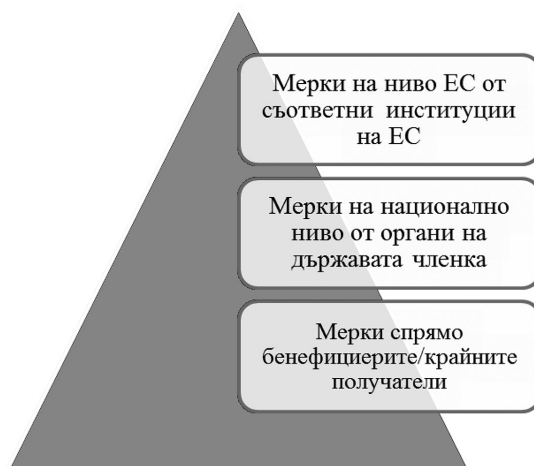 Мерки на ниво ЕС от
съответни институции
на ЕС
Мерки на национално
ниво от органи на
държавата членка
Мерки спрямо
бенефициерите/крайните
получатели